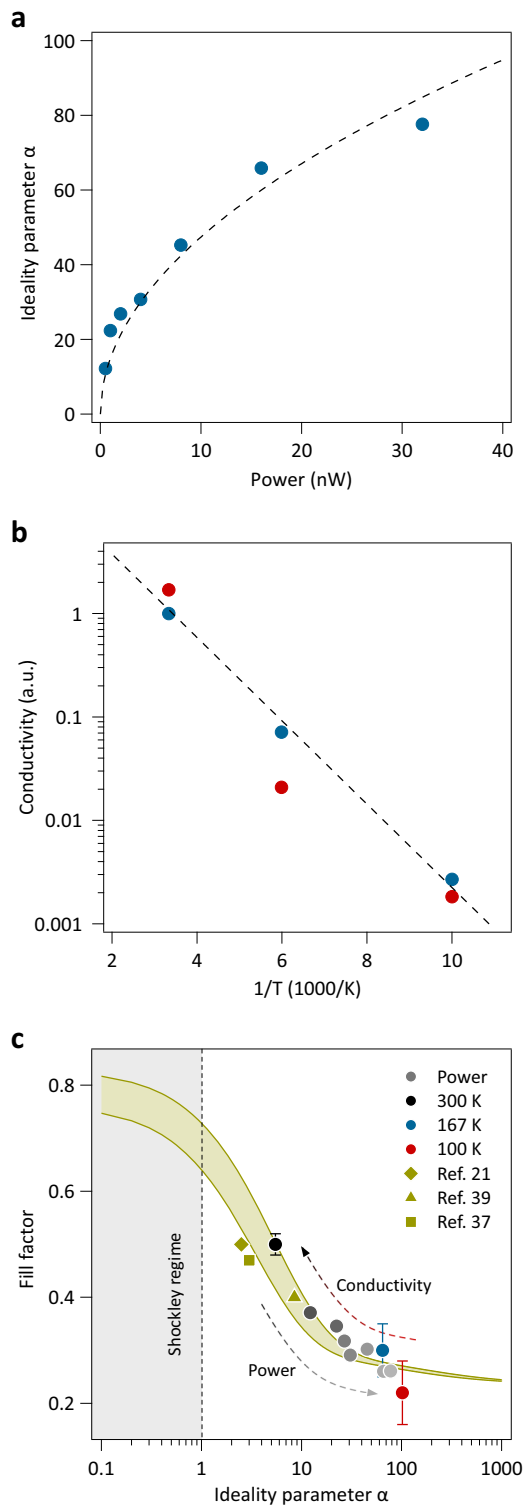 a
100
80
60
40
20
0
Ideality parameter α
0 10 20 30 40
Power (nW)
b
1
0.1
0.01
0.001
Conductivity (a.u.)
2 4 6 8 10
1/T (1000/K)
c
0.8
0.6
0.4
0.2
Fill factor
Shockley regime
Power
300 K
167 K
100 K
Ref. 21
Ref. 39
Ref. 37
Conductivity
Power
0.1 1 10 100 1000
Ideality parameter α